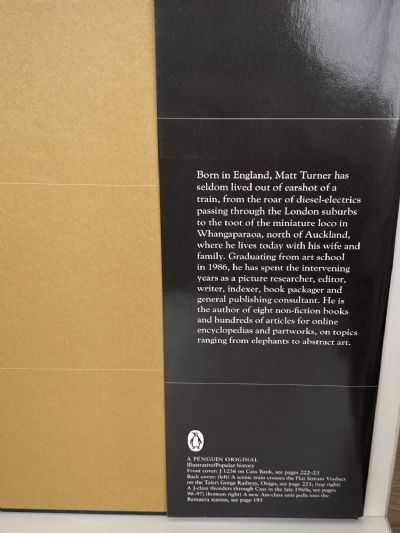 Born in England, Matt Turner has
seldom lived out of earshot of a
train, from the roar of diesel-electrics
passing through the London suburbs
to the toot of the miniature loco in
Whangaparaoa, north of Auckland,
where he lives today with his wife and
family. Graduating from art school
in 1986, he has spent the intervening
years as a picture researcher, editor,
writer, indexer, book packager and
general publishing consultant. He is
the author of eight non-fiction books
and hundreds of articles for online
encyclopedias and partworks, on topics
ranging from elephants to abstract art.
A PENGUIN ORIGINAL
Illustrative/Popular history
Front cover: J 1236 on Cass Bank, see pages 222–23
Back cover: (left) A scenic train crosses the Flat Stream Viaduct
on the Taieri Gorge Railway, Otago, see page 221; (top right)
A J-class thunders through Cass in the late 1960s, see pages
96–97; (bottom right) A new Am-class unit pulls into the
Remuera station, see page 193